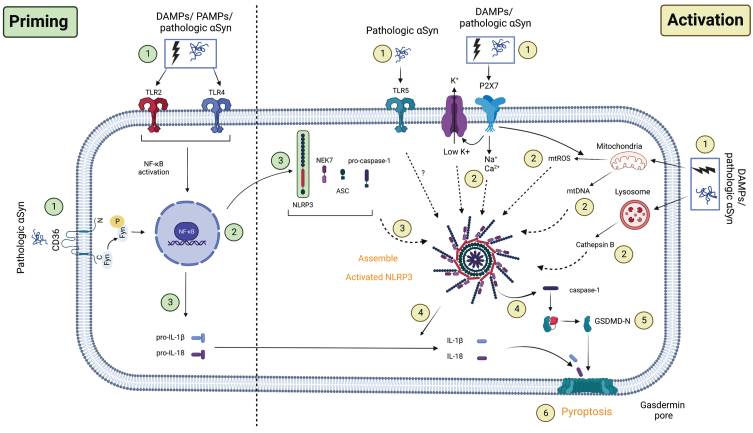 Priming
DAMPs/ PAMPs/
pathologic αSyn
1
TLR2
TLR4
NF-κB
activation
Pathologic αSyn
1
CD36
N
C
Fyn
P
Fyn
NF-κB
2
3
pro-IL-1β
pro-IL-18
Activation
Pathologic αSyn
1
TLR5
DAMPs/
pathologic αSyn
1
K⁺
P2X7
Low K+
Na⁺
Ca²⁺
?
2
2
mtROS
Mitochondria
mtDNA
2
Lysosome
Cathepsin B
2
1
DAMPs/
pathologic αSyn
3
NLRP3
NEK7
ASC
pro-caspase-1
3
Assemble
Activated NLRP3
4
4
caspase-1
GSDMD-N
5
IL-1β
IL-18
6
Pyroptosis
Gasdermin
pore